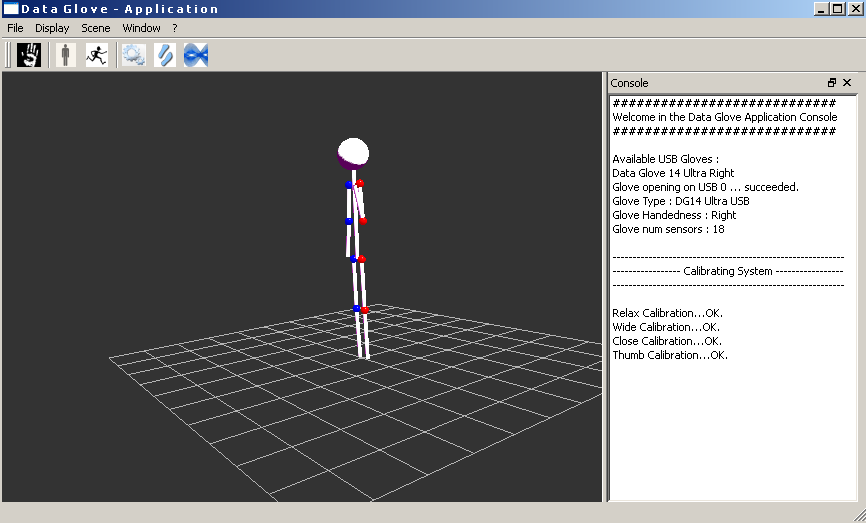 Data Glove - Application
File Display Scene Window ?
Console
############################
Welcome in the Data Glove Application Console
############################
Available USB Gloves :
Data Glove 14 Ultra Right
Glove opening on USB 0 ... succeeded.
Glove Type : DG14 Ultra USB
Glove Handedness : Right
Glove num sensors : 18
----------------------------------------------------------
----------------- Calibrating System -----------------
----------------------------------------------------------
Relax Calibration...OK.
Wide Calibration...OK.
Close Calibration...OK.
Thumb Calibration...OK.